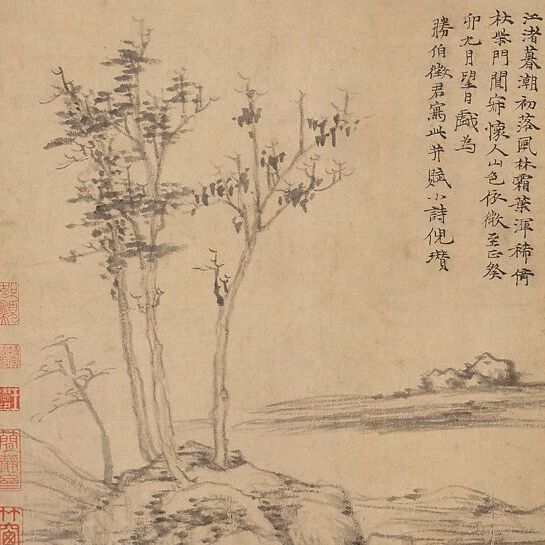 江渚暮潮初落風林霜葉渾稀倚
杖柴門闃寂懷人山色依微至正癸
卯九月望日戲為
勝伯徵君寫此并賦小詩倪瓚